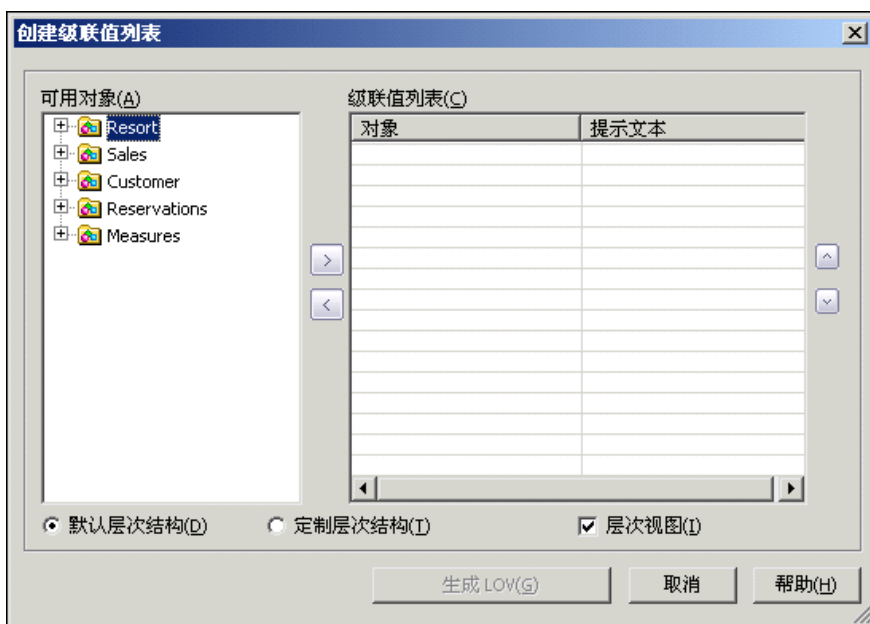 创建级联值列表
可用对象(A) 级联值列表(C)
对象 提示文本
Resort
Sales
Customer
Reservations
Measures
默认层次结构(D) 定制层次结构(T) 层次视图(I)
生成 LOV(G) 取消 帮助(H)